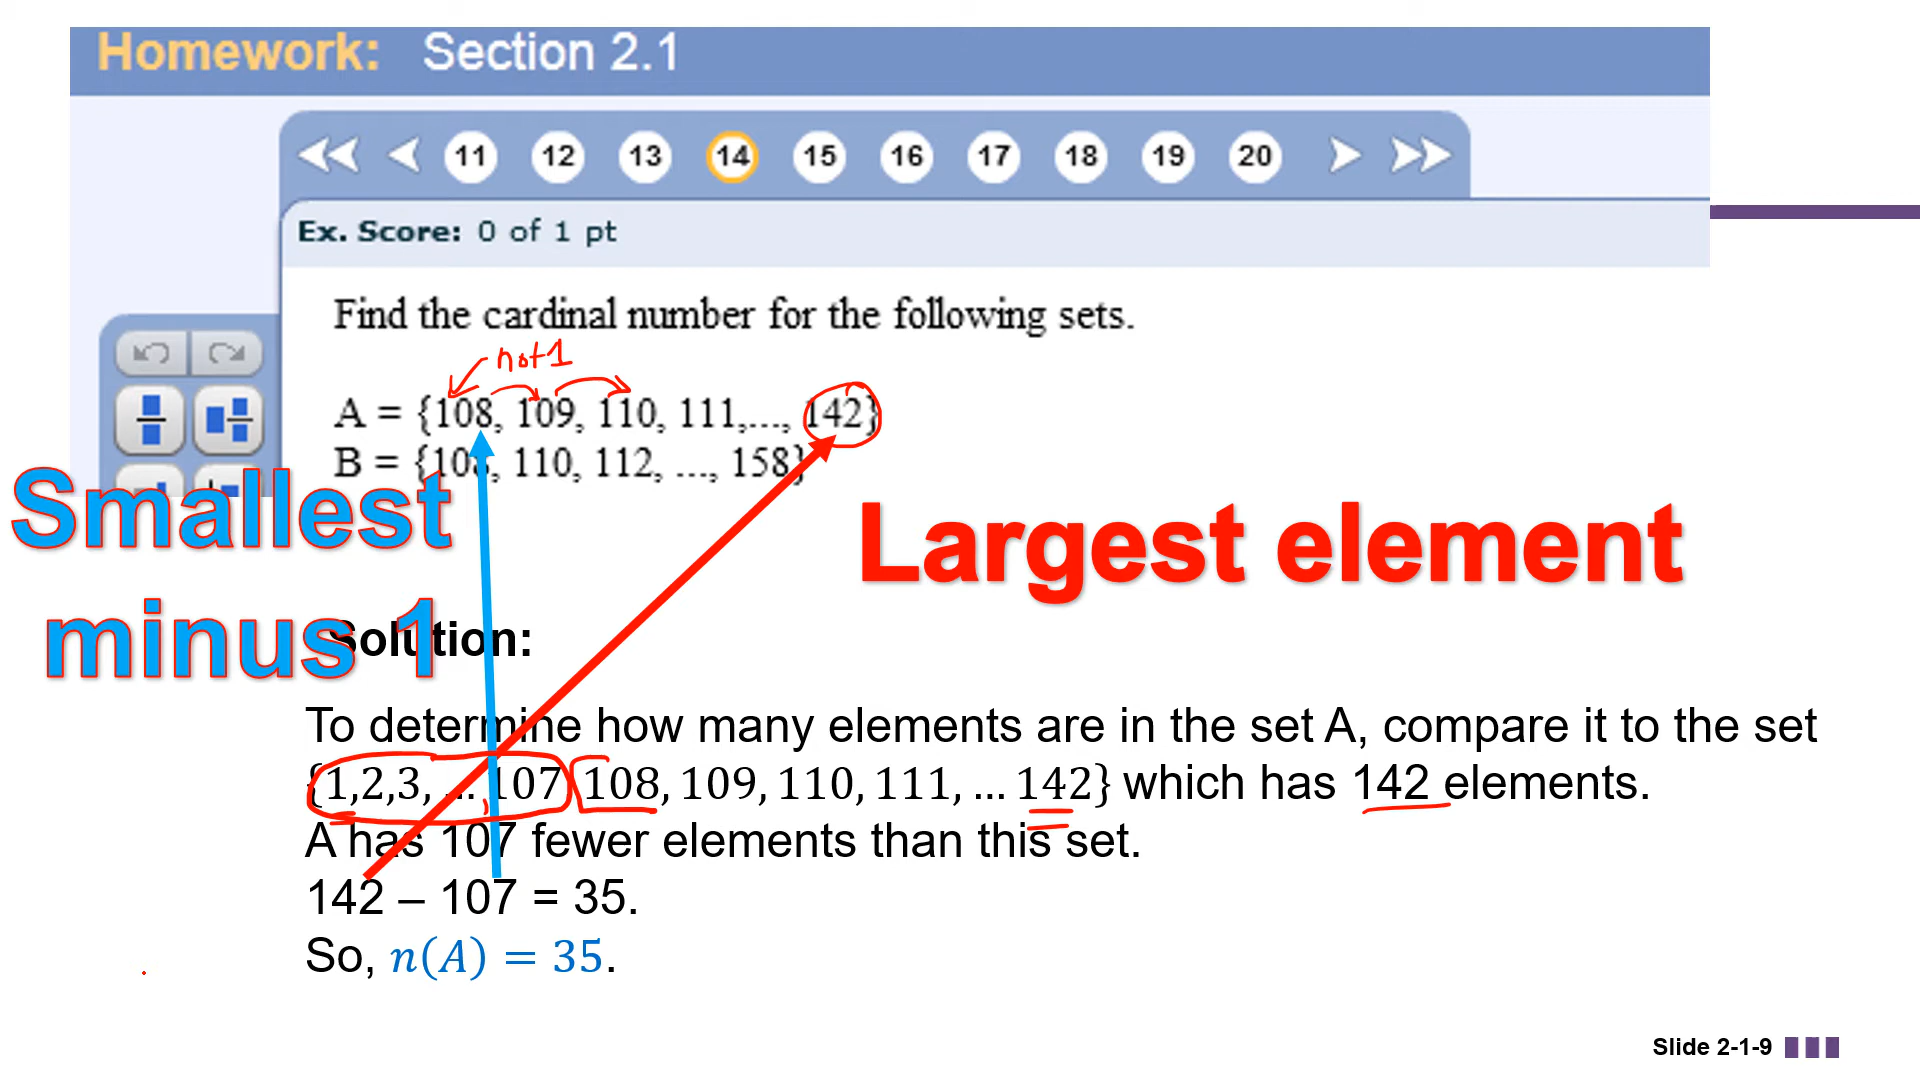 Homework: Section 2.1
11 12 13 14 15 16 17 18 19 20
Ex. Score: 0 of 1 pt
Find the cardinal number for the following sets.
not 1
A = {108, 109, 110, 111,..., 142}
B = {108, 110, 112, ..., 158}
Smallest
minus 1
Largest element
Solution:
To determine how many elements are in the set A, compare it to the set
{1,2,3, ... 107, 108, 109, 110, 111, ... 142} which has 142 elements.
A has 107 fewer elements than this set.
142 – 107 = 35.
So, n(A) = 35.
Slide 2-1-9